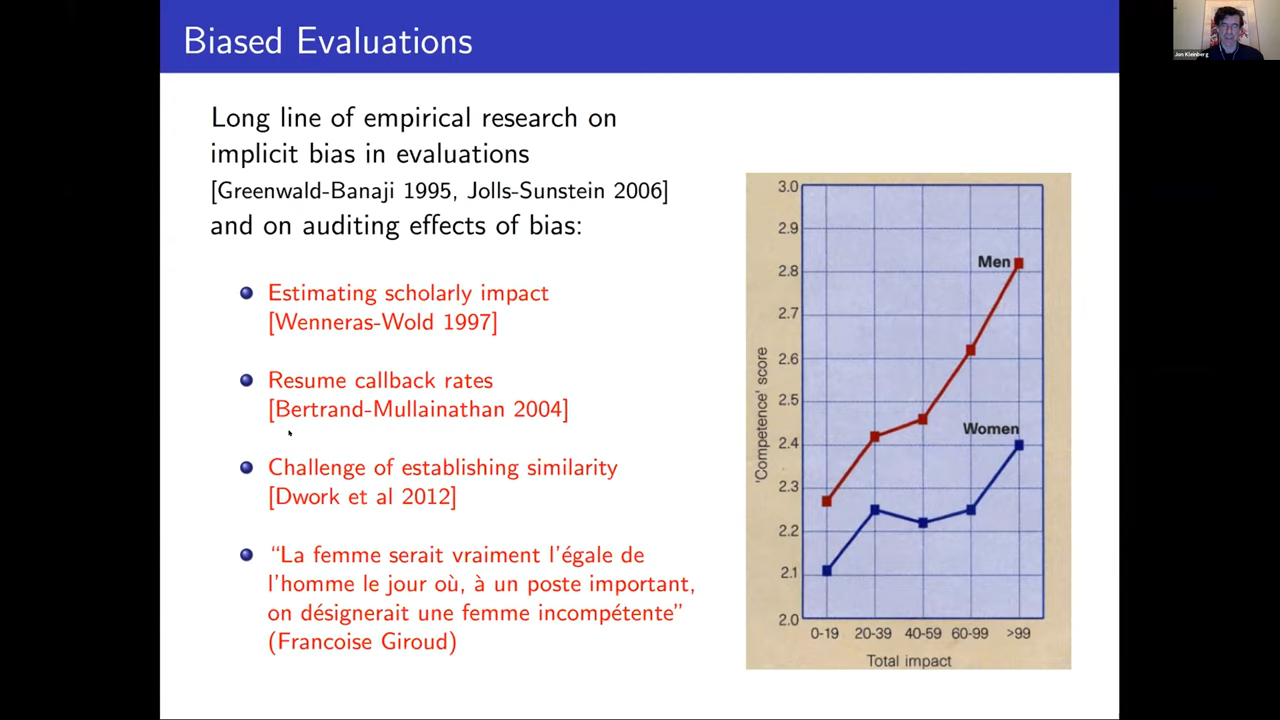 Biased Evaluations
Jon Kleinberg
Long line of empirical research on
implicit bias in evaluations
[Greenwald-Banaji 1995, Jolls-Sunstein 2006]
and on auditing effects of bias:
Estimating scholarly impact
[Wenneras-Wold 1997]
Resume callback rates
[Bertrand-Mullainathan 2004]
Challenge of establishing similarity
[Dwork et al 2012]
“La femme serait vraiment l’égale de
l’homme le jour où, à un poste important,
on désignerait une femme incompétente”
(Francoise Giroud)
3.0
2.9
2.8
2.7
2.6
2.5
2.4
2.3
2.2
2.1
2.0
'Competence' score
Men
Women
0-19 20-39 40-59 60-99 >99
Total impact